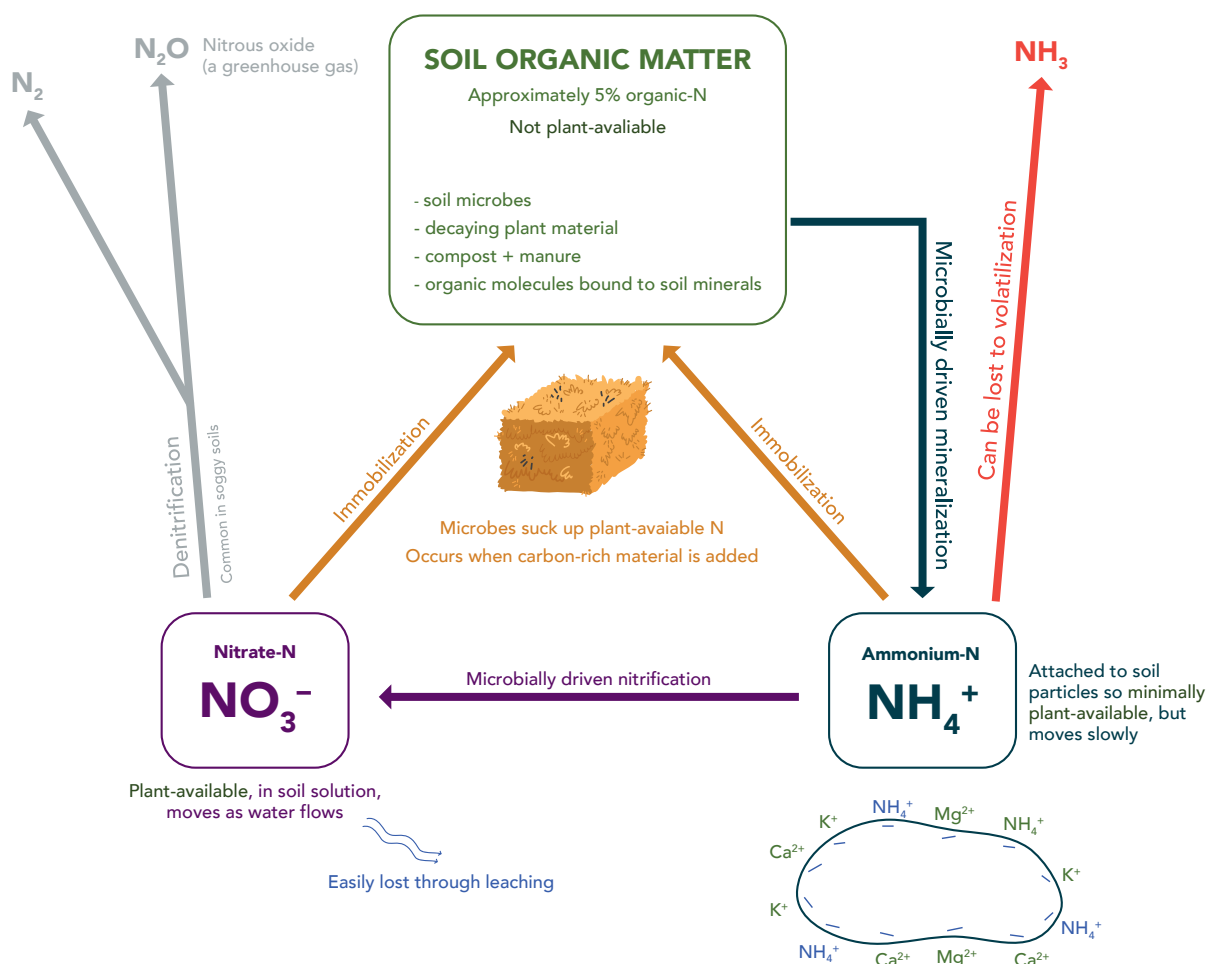 N₂O
Nitrous oxide
(a greenhouse gas)
N₂
SOIL ORGANIC MATTER
Approximately 5% organic-N
Not plant-avaliable
- soil microbes
- decaying plant material
- compost + manure
- organic molecules bound to soil minerals
NH₃
Can be lost to volatilization
Microbially driven mineralization
Denitrification
Common in soggy soils
Immobilization
Immobilization
Microbes suck up plant-avaiable N
Occurs when carbon-rich material is added
Nitrate-N
NO₃⁻
Microbially driven nitrification
Ammonium-N
NH₄⁺
Attached to soil
particles so minimally
plant-available, but
moves slowly
Plant-available, in soil solution,
moves as water flows
Easily lost through leaching
NH₄⁺
Mg²⁺
K⁺
NH₄⁺
Ca²⁺
K⁺
K⁺
NH₄⁺
NH₄⁺
Ca²⁺
Mg²⁺
Ca²⁺